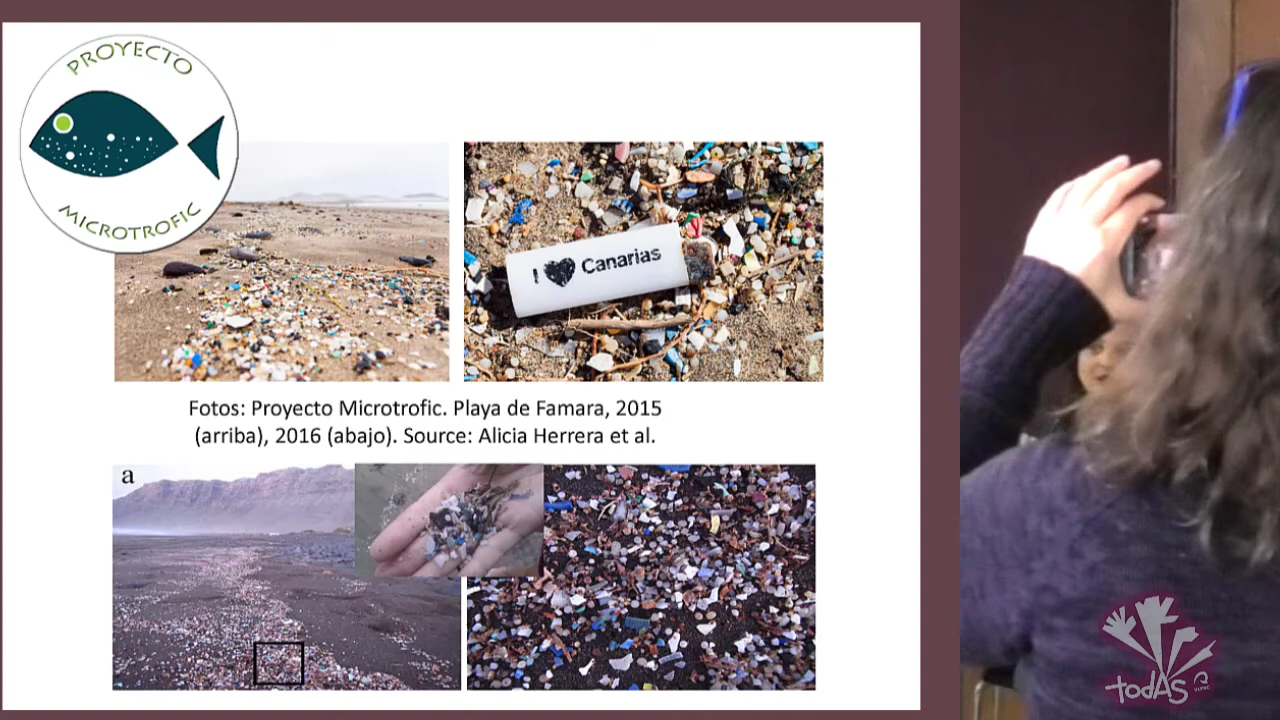 PROYECTO
MICROTROFIC
I Canarias
Fotos: Proyecto Microtrofic. Playa de Famara, 2015
(arriba), 2016 (abajo). Source: Alicia Herrera et al.
a
todAS